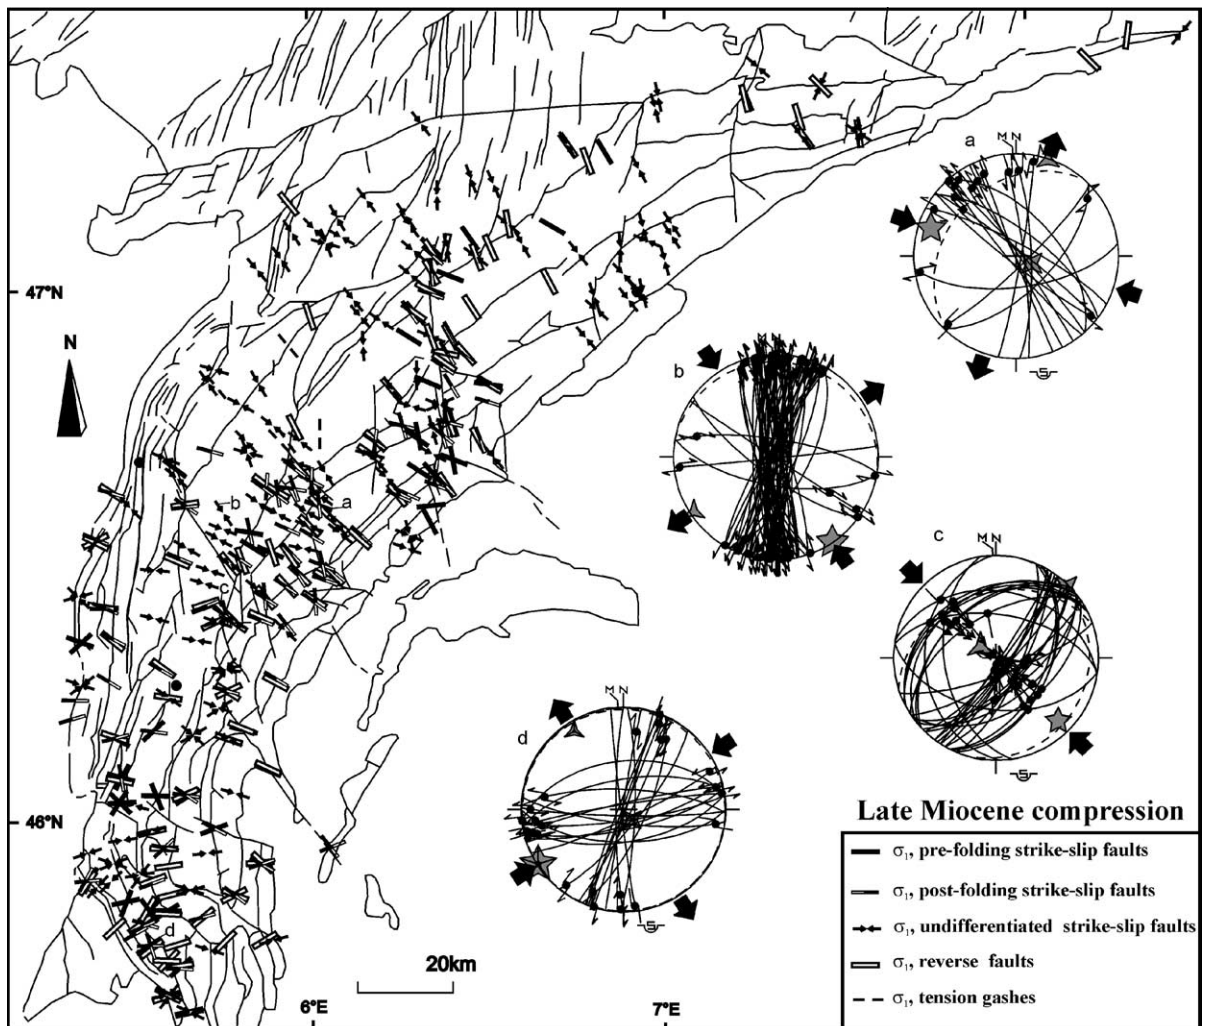 a
M N
47°N
N
b
M N
b
a
c
M N
c
d
M N
Late Miocene compression
46°N
σ₁, pre-folding strike-slip faults
σ₁, post-folding strike-slip faults
σ₁, undifferentiated strike-slip faults
d
σ₁, reverse faults
20km
σ₁, tension gashes
6°E
7°E